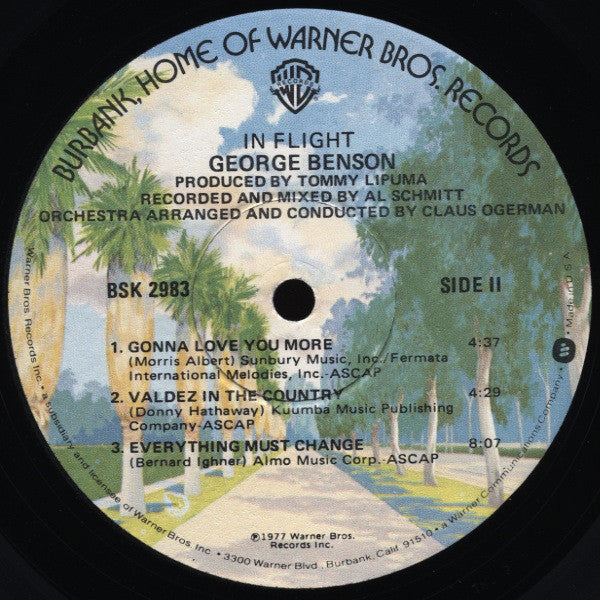 BURBANK, HOME OF WARNER BROS. RECORDS
RECORDS
IN FLIGHT
GEORGE BENSON
PRODUCED BY TOMMY LIPUMA
RECORDED AND MIXED BY AL SCHMITT
ORCHESTRA ARRANGED AND CONDUCTED BY CLAUS OGERMAN
BSK 2983 SIDE II
1. GONNA LOVE YOU MORE 4:37
(Morris Albert) Sunbury Music, Inc./Fermata
International Melodies, Inc.-ASCAP
2. VALDEZ IN THE COUNTRY 4:29
(Donny Hathaway) Kuumba Music Publishing
Company-ASCAP
3. EVERYTHING MUST CHANGE 8:07
(Bernard Ighner) Almo Music Corp.-ASCAP
℗1977 Warner Bros.
Records Inc.
Warner Bros. Records Inc. • a subsidiary and licensee of Warner Bros. Inc. • 3300 Warner Blvd., Burbank, Calif. 91510 • a Warner Communications Company • Made in U.S.A.